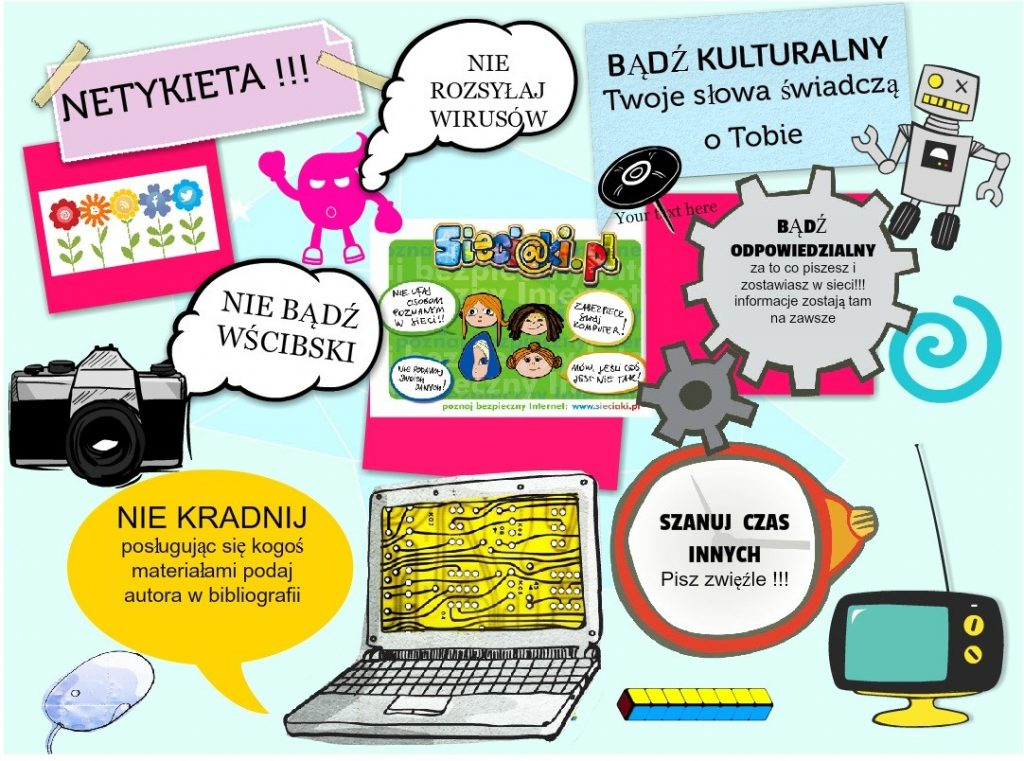 NETYKIETA !!!
NIE
ROZSYŁAJ
WIRUSÓW
BĄDŹ KULTURALNY
Twoje słowa świadczą
o Tobie
Your text here
BĄDŹ
ODPOWIEDZIALNY
za to co piszesz i
zostawiasz w sieci!!!
informacje zostają tam
na zawsze
NIE BĄDŹ
WŚCIBSKI
Sieci@ki.pl
NIE UFAJ
OSOBOM
POZNANYM
W SIECI!!
ZABEZPIECZ
SWÓJ
KOMPUTER!
NIE PODAWAJ
SWOICH
DANYCH!
MÓW, JEŚLI COŚ
JEST NIE TAK!
poznaj bezpieczny Internet: www.sieciaki.pl
NIE KRADNIJ
posługując się kogoś
materiałami podaj
autora w bibliografii
SZANUJ CZAS
INNYCH
Pisz zwięźle !!!